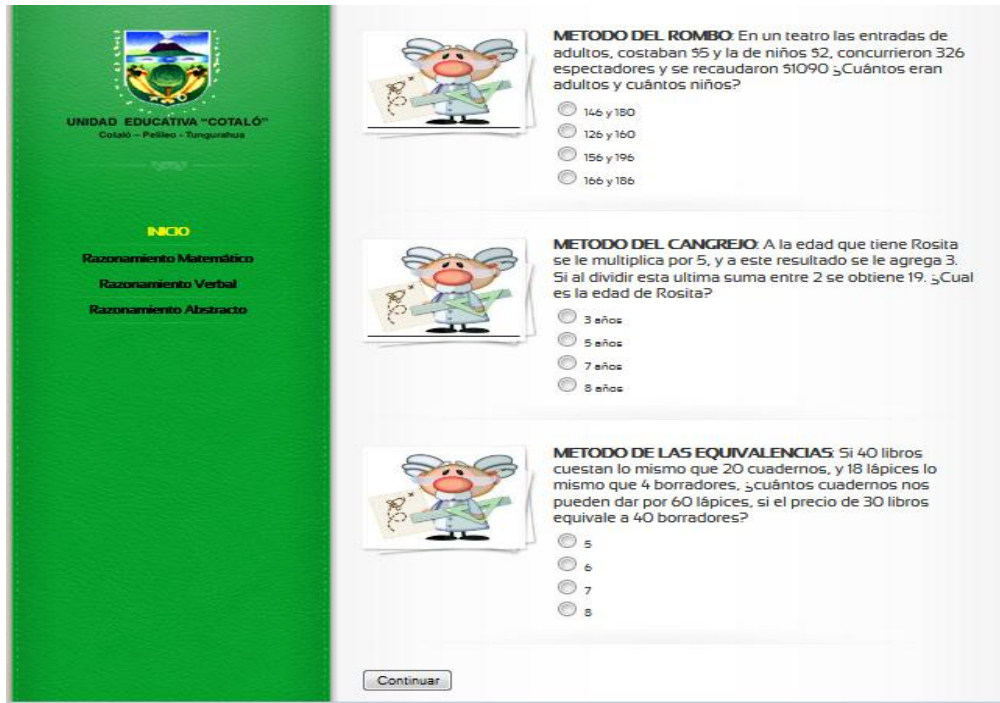 UNIDAD EDUCATIVA “COTALÓ”
Cotaló – Pelileo - Tungurahua
INICIO
Razonamiento Matemático
Razonamiento Verbal
Razonamiento Abstracto
METODO DEL ROMBO: En un teatro las entradas de
adultos, costaban $5 y la de niños $2, concurrieron 326
espectadores y se recaudaron $1090 ¿Cuántos eran
adultos y cuántos niños?
146 y 180
126 y 160
156 y 196
166 y 186
METODO DEL CANGREJO: A la edad que tiene Rosita
se le multiplica por 5, y a este resultado se le agrega 3.
Si al dividir esta ultima suma entre 2 se obtiene 19. ¿Cual
es la edad de Rosita?
3 años
5 años
7 años
8 años
METODO DE LAS EQUIVALENCIAS: Si 40 libros
cuestan lo mismo que 20 cuadernos, y 18 lápices lo
mismo que 4 borradores, ¿cuántos cuadernos nos
pueden dar por 60 lápices, si el precio de 30 libros
equivale a 40 borradores?
5
6
7
8
Continuar